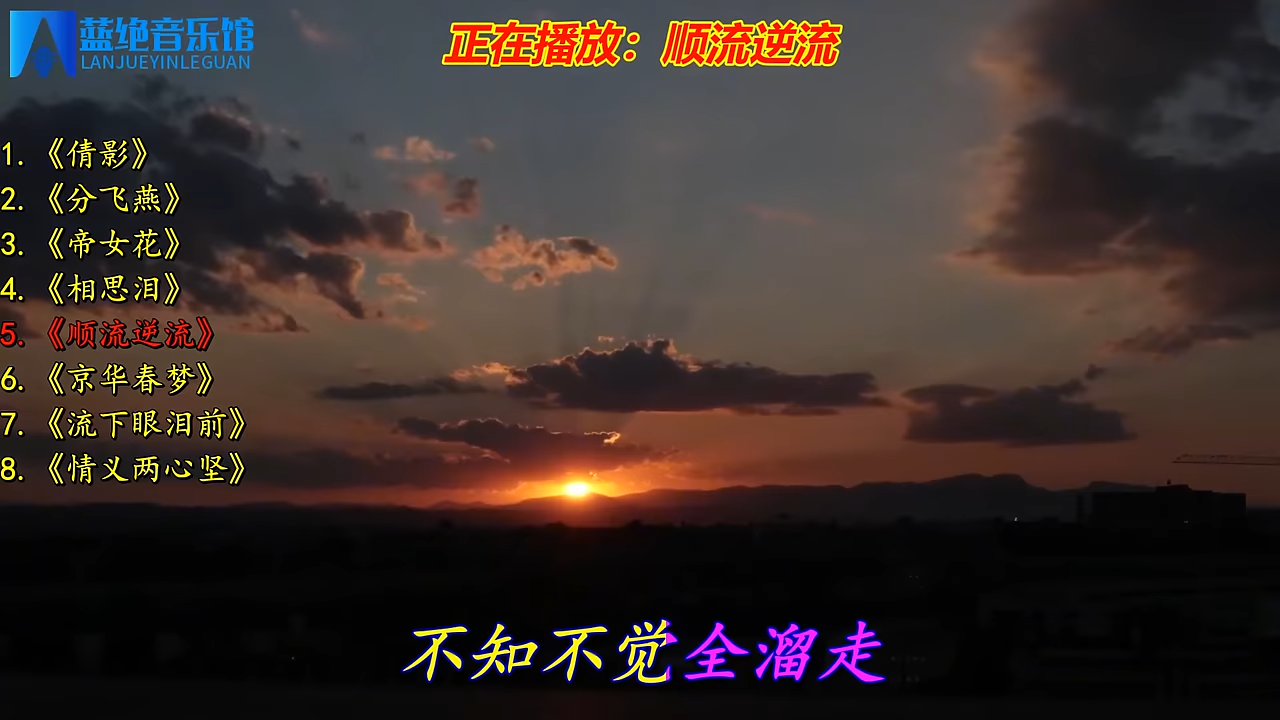 蓝绝音乐馆
LANJUEYINLEGUAN
正在播放：顺流逆流
1.《倩影》
2.《分飞燕》
3.《帝女花》
4.《相思泪》
5.《顺流逆流》
6.《京华春梦》
7.《流下眼泪前》
8.《情义两心坚》
不知不觉全溜走